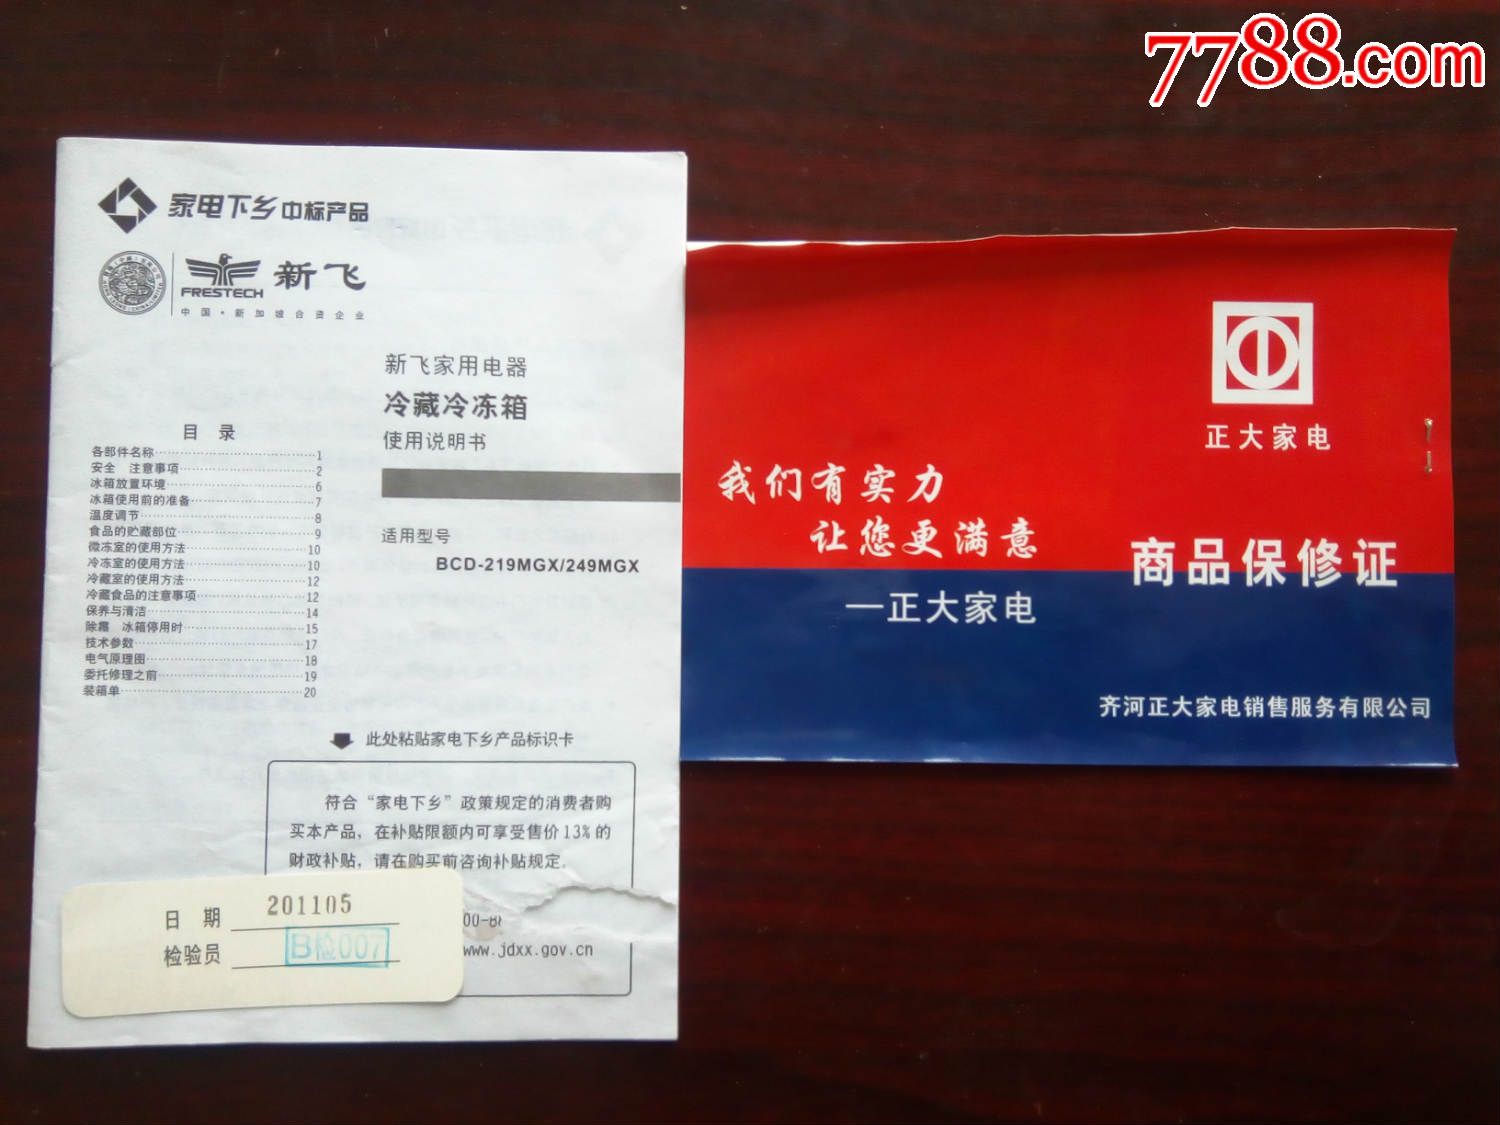 7788.com
家电下乡中标产品
FRESTECH 新飞
中国·新加坡合资企业
新飞家用电器
冷藏冷冻箱
使用说明书
适用型号
BCD-219MGX/249MGX
目 录
各部件名称 1
安全 注意事项 2
冰箱放置环境 6
冰箱使用前的准备 7
温度调节 8
食品的贮藏部位 9
微冻室的使用方法 10
冷冻室的使用方法 10
冷藏室的使用方法 12
冷藏食品的注意事项 12
保养与清洁 14
除霜 冰箱停用时 15
技术参数 17
电气原理图 18
委托修理之前 19
装箱单 20
此处粘贴家电下乡产品标识卡
符合“家电下乡”政策规定的消费者购
买本产品，在补贴限额内可享受售价13%的
财政补贴，请在购买前咨询补贴规定.
00-8
www.jdxx.gov.cn
日 期 201105
检验员 B检007
正大家电
我们有实力
让您更满意
—正大家电
商品保修证
齐河正大家电销售服务有限公司